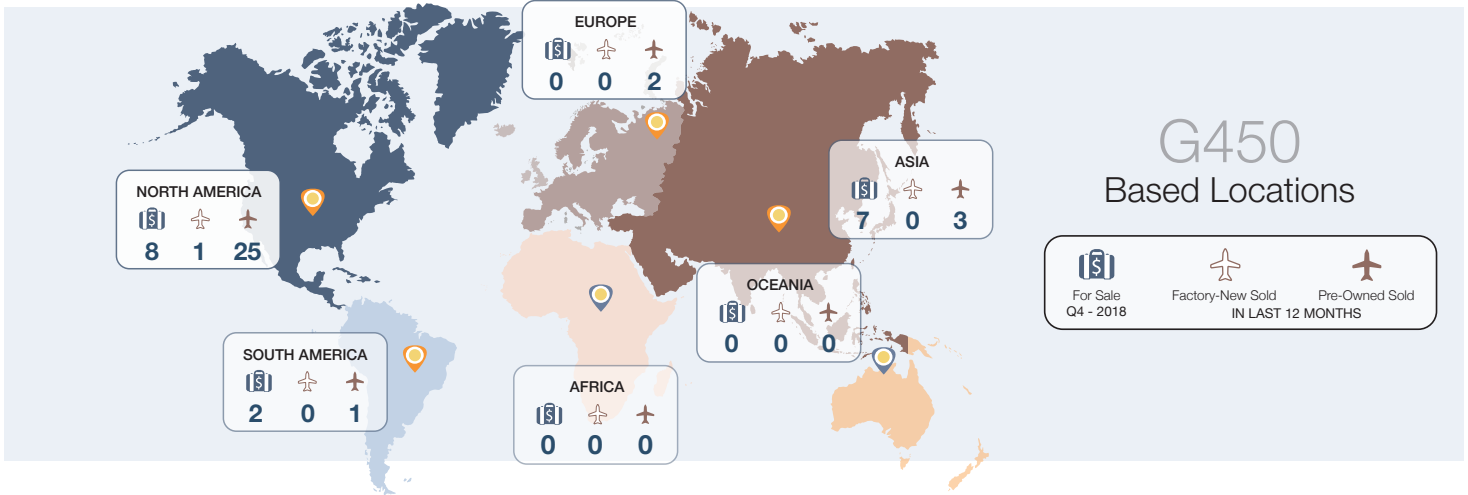 EUROPE
0 0 2
NORTH AMERICA
8 1 25
ASIA
7 0 3
OCEANIA
0 0 0
SOUTH AMERICA
2 0 1
AFRICA
0 0 0
G450
Based Locations
For Sale
Q4 - 2018
Factory-New Sold Pre-Owned Sold
IN LAST 12 MONTHS